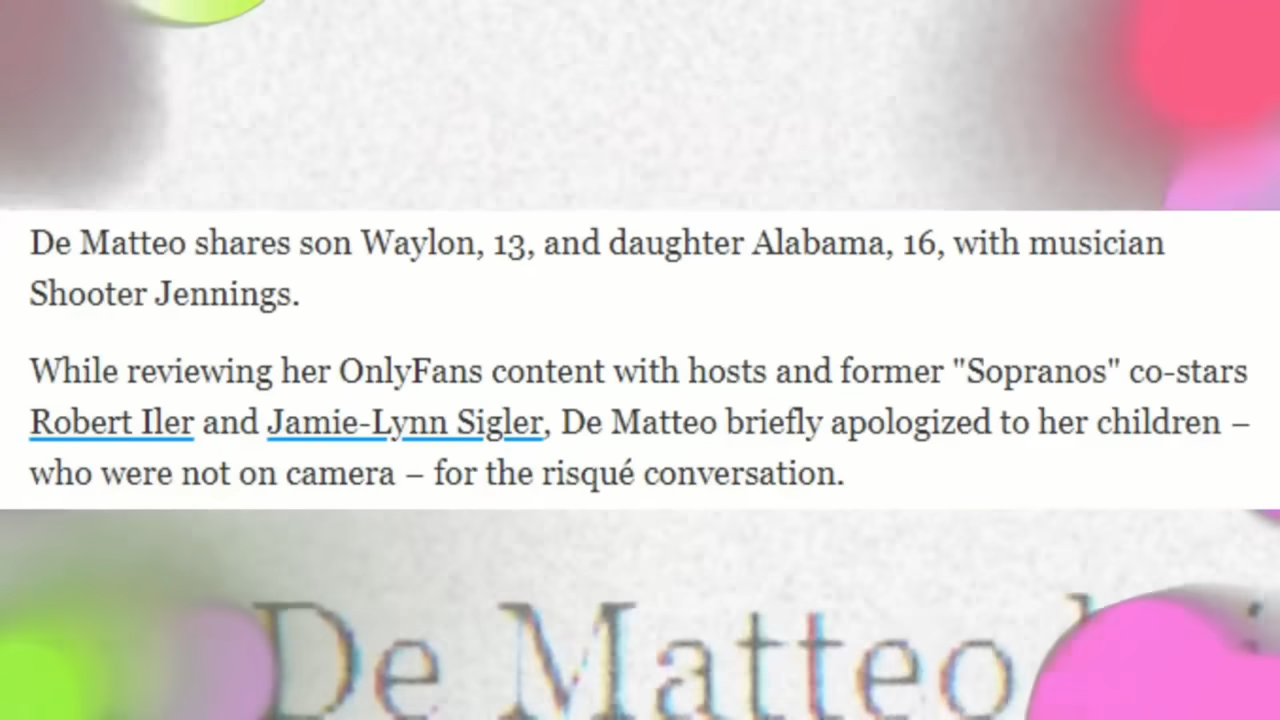 De Matteo shares son Waylon, 13, and daughter Alabama, 16, with musician
Shooter Jennings.
While reviewing her OnlyFans content with hosts and former "Sopranos" co-stars
Robert Iler and Jamie-Lynn Sigler, De Matteo briefly apologized to her children –
who were not on camera – for the risqué conversation.
De Matteo